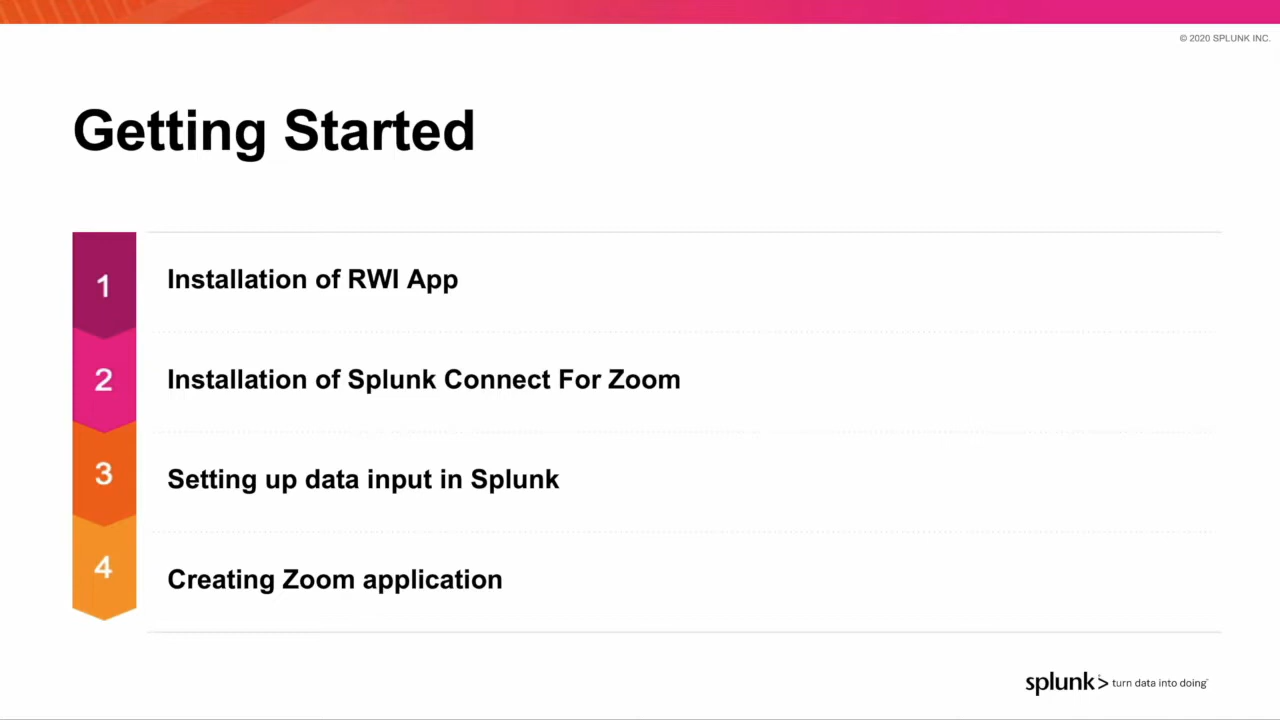 © 2020 SPLUNK INC.
Getting Started
1 Installation of RWI App
2 Installation of Splunk Connect For Zoom
3 Setting up data input in Splunk
4 Creating Zoom application
splunk> turn data into doing™